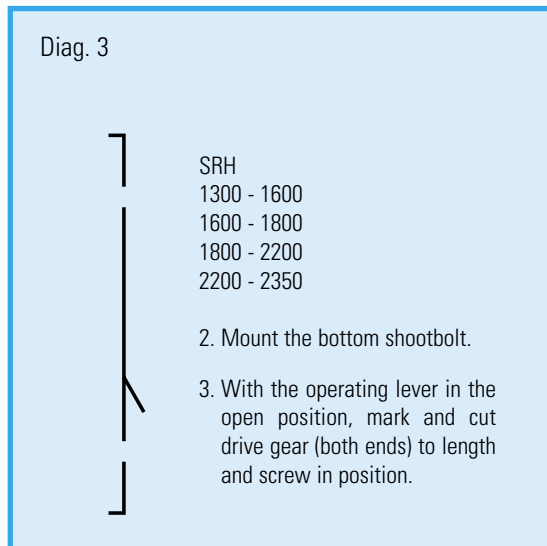 Diag. 3
SRH
1300 - 1600
1600 - 1800
1800 - 2200
2200 - 2350
2. Mount the bottom shootbolt.
3. With the operating lever in the
open position, mark and cut
drive gear (both ends) to length
and screw in position.